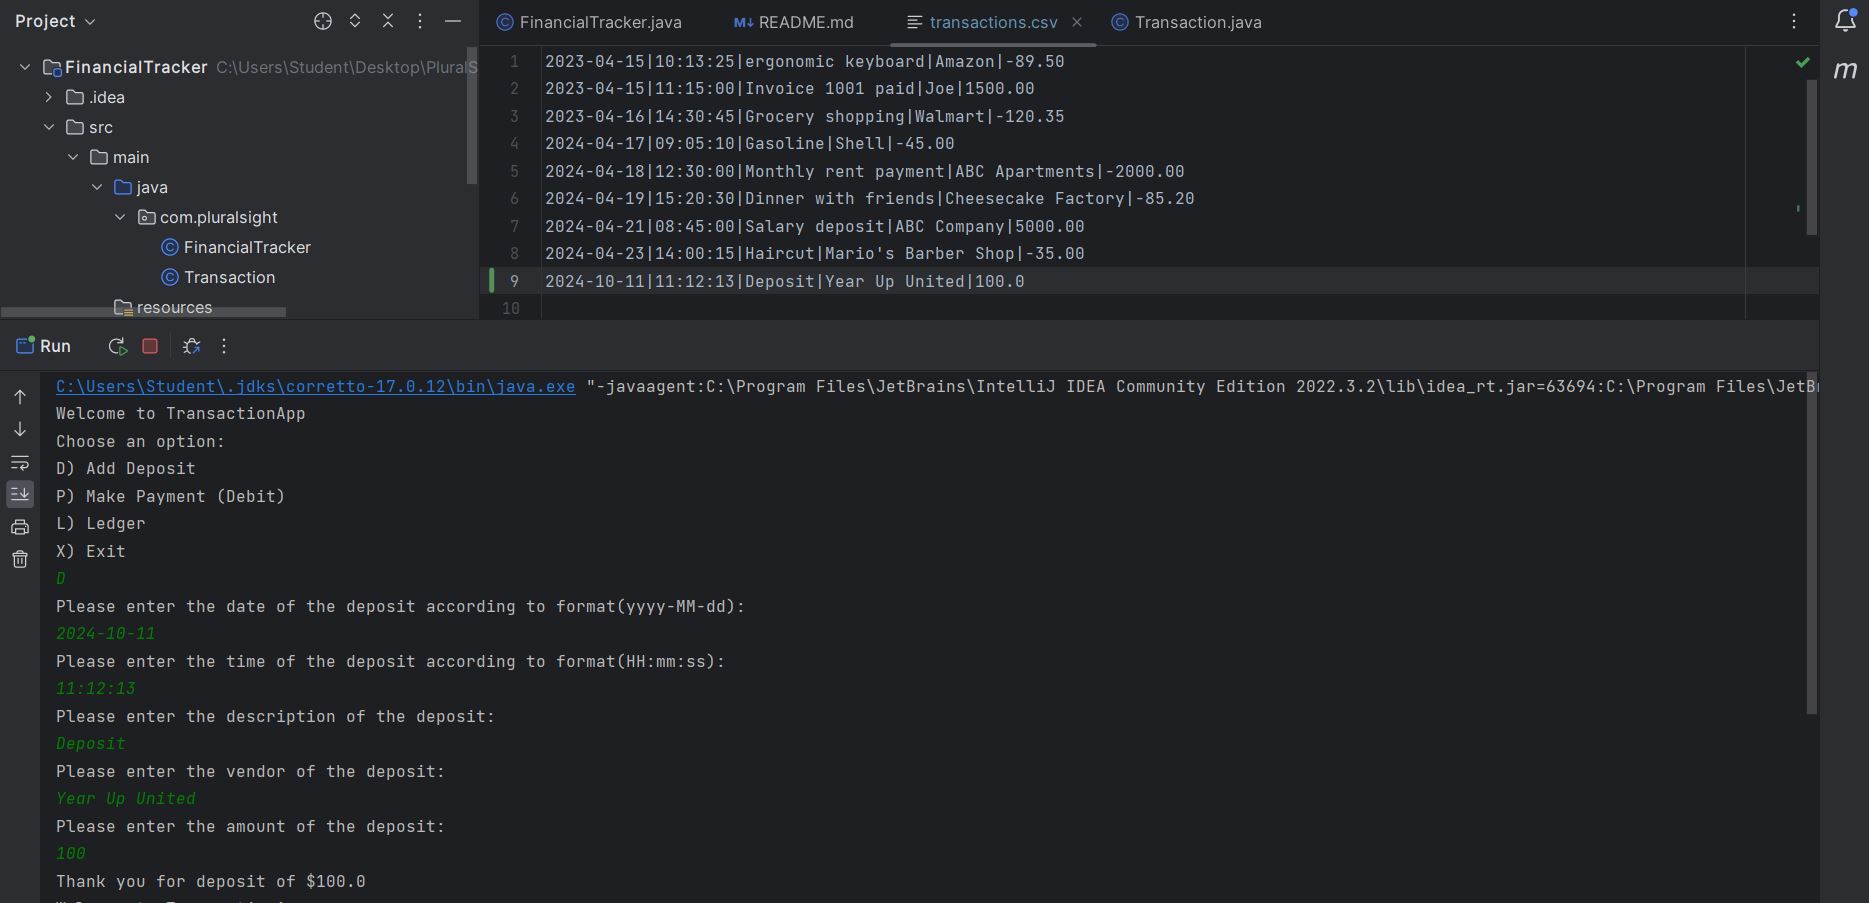 Project
FinancialTracker.java
README.md
transactions.csv
Transaction.java
FinancialTracker C:\Users\Student\Desktop\PluralS
.idea
src
main
java
com.pluralsight
FinancialTracker
Transaction
resources
1 2023-04-15|10:13:25|ergonomic keyboard|Amazon|-89.50
2 2023-04-15|11:15:00|Invoice 1001 paid|Joe|1500.00
3 2023-04-16|14:30:45|Grocery shopping|Walmart|-120.35
4 2024-04-17|09:05:10|Gasoline|Shell|-45.00
5 2024-04-18|12:30:00|Monthly rent payment|ABC Apartments|-2000.00
6 2024-04-19|15:20:30|Dinner with friends|Cheesecake Factory|-85.20
7 2024-04-21|08:45:00|Salary deposit|ABC Company|5000.00
8 2024-04-23|14:00:15|Haircut|Mario's Barber Shop|-35.00
9 2024-10-11|11:12:13|Deposit|Year Up United|100.0
10
m
Run
C:\Users\Student\.jdks\corretto-17.0.12\bin\java.exe "-javaagent:C:\Program Files\JetBrains\IntelliJ IDEA Community Edition 2022.3.2\lib\idea_rt.jar=63694:C:\Program Files\JetB
Welcome to TransactionApp
Choose an option:
D) Add Deposit
P) Make Payment (Debit)
L) Ledger
X) Exit
D
Please enter the date of the deposit according to format(yyyy-MM-dd):
2024-10-11
Please enter the time of the deposit according to format(HH:mm:ss):
11:12:13
Please enter the description of the deposit:
Deposit
Please enter the vendor of the deposit:
Year Up United
Please enter the amount of the deposit:
100
Thank you for deposit of $100.0